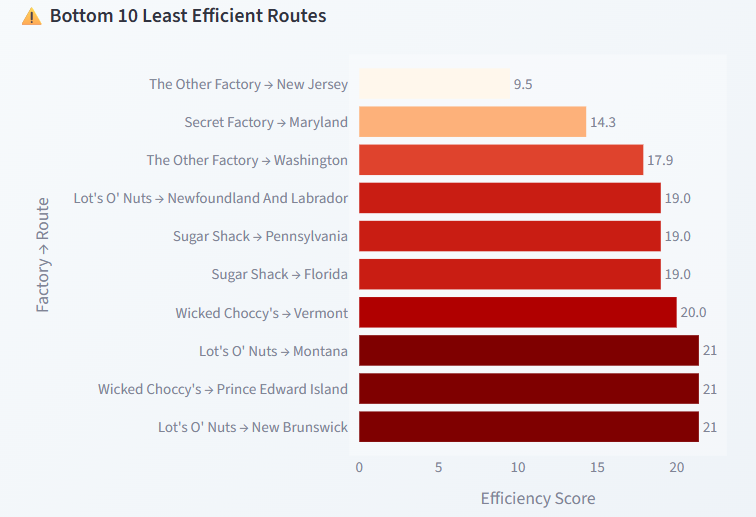 ⚠️ Bottom 10 Least Efficient Routes
The Other Factory → New Jersey 9.5
Secret Factory → Maryland 14.3
The Other Factory → Washington 17.9
Lot's O' Nuts → Newfoundland And Labrador 19.0
Sugar Shack → Pennsylvania 19.0
Sugar Shack → Florida 19.0
Wicked Choccy's → Vermont 20.0
Lot's O' Nuts → Montana 21
Wicked Choccy's → Prince Edward Island 21
Lot's O' Nuts → New Brunswick 21
Factory → Route
0 5 10 15 20
Efficiency Score